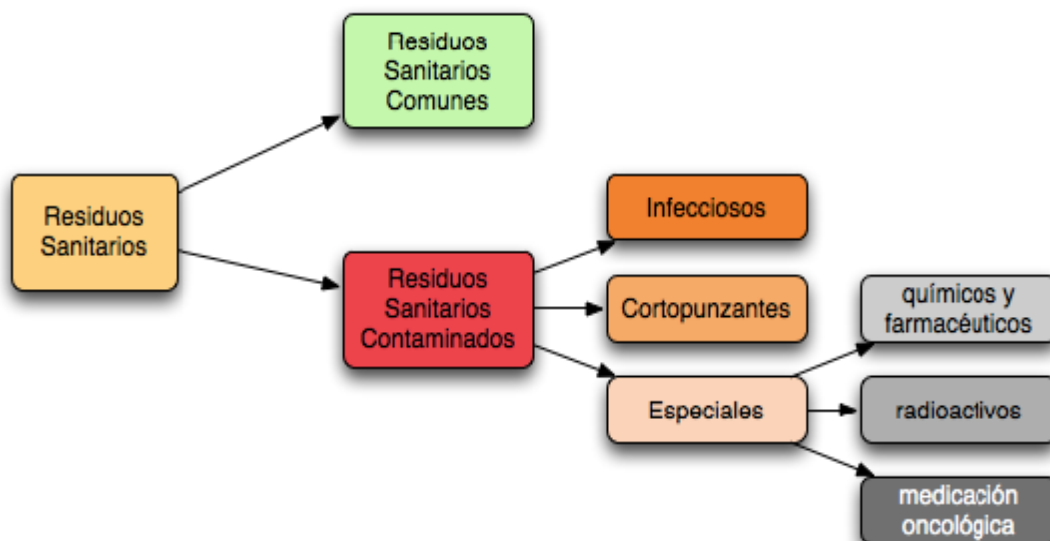 Residuos
Sanitarios
Comunes
Residuos
Sanitarios
Infecciosos
Residuos
Sanitarios
Contaminados
Cortopunzantes
químicos y
farmacéuticos
Especiales
radioactivos
medicación
oncológica